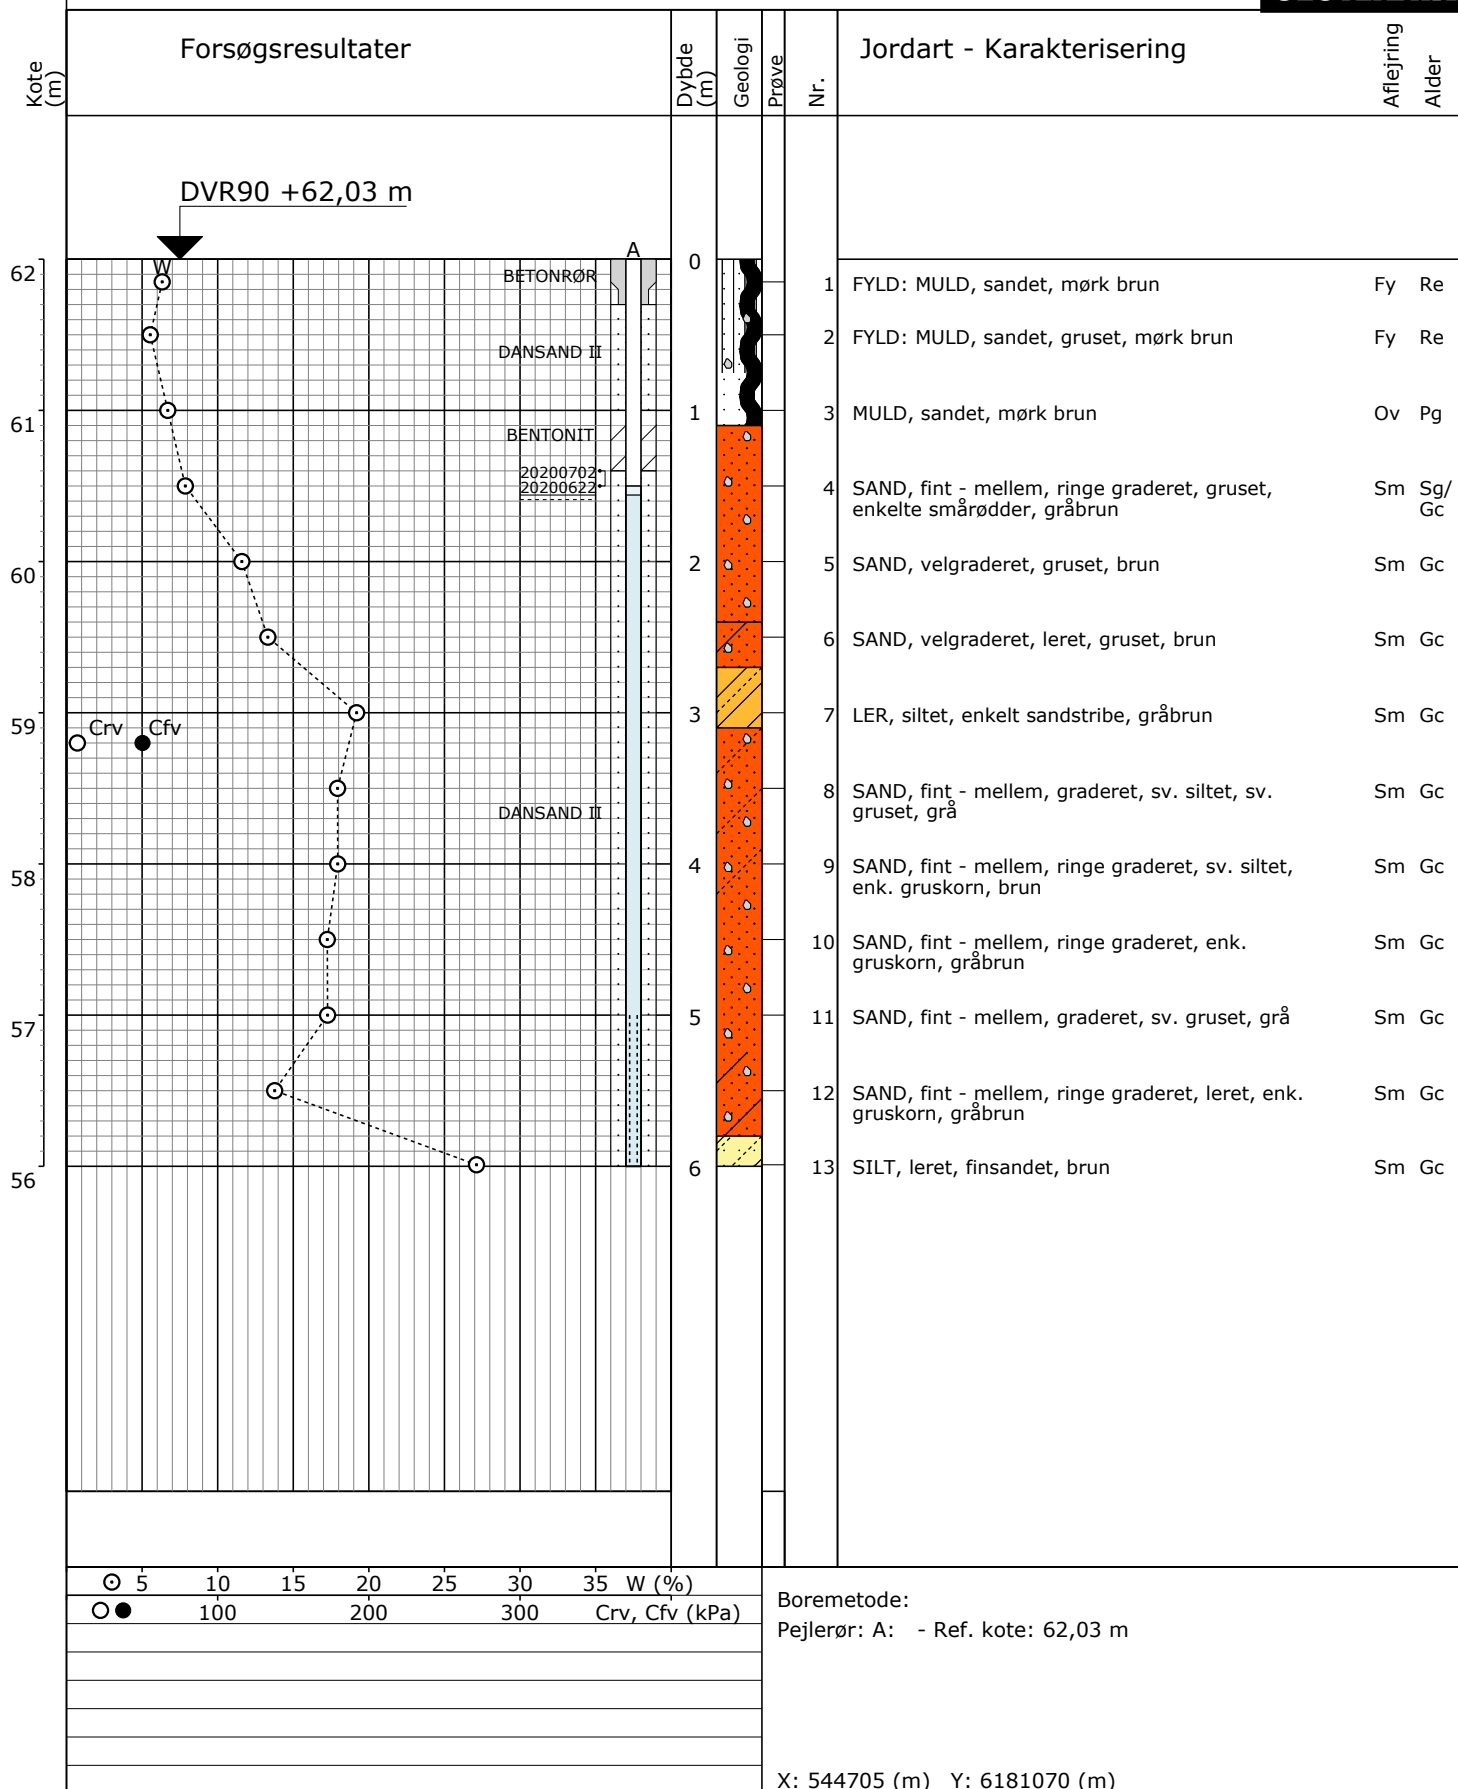 Kote (m)
Forsøgsresultater
Dybde (m)
Geologi
Prøve
Nr.
Jordart - Karakterisering
Aflejring
Alder
DVR90 +62,03 m
A
62
W
BETONRØR
0
1 FYLD: MULD, sandet, mørk brun Fy Re
2 FYLD: MULD, sandet, gruset, mørk brun Fy Re
DANSAND II
61
1
3 MULD, sandet, mørk brun Ov Pg
BENTONIT
20200702
20200622
4 SAND, fint - mellem, ringe graderet, gruset, Sm Sg/
enkelte smårødder, gråbrun Gc
60
2
5 SAND, velgraderet, gruset, brun Sm Gc
6 SAND, velgraderet, leret, gruset, brun Sm Gc
59
3
7 LER, siltet, enkelt sandstribe, gråbrun Sm Gc
Crv Cfv
8 SAND, fint - mellem, graderet, sv. siltet, sv. Sm Gc
gruset, grå
DANSAND II
58
4
9 SAND, fint - mellem, ringe graderet, sv. siltet, Sm Gc
enk. gruskorn, brun
10 SAND, fint - mellem, ringe graderet, enk. Sm Gc
gruskorn, gråbrun
57
5
11 SAND, fint - mellem, graderet, sv. gruset, grå Sm Gc
12 SAND, fint - mellem, ringe graderet, leret, enk. Sm Gc
gruskorn, gråbrun
56
6
13 SILT, leret, finsandet, brun Sm Gc
5 10 15 20 25 30 35 W (%)
100 200 300 Crv, Cfv (kPa)
Boremetode:
Pejlerør: A: - Ref. kote: 62,03 m
X: 544705 (m) Y: 6181070 (m)